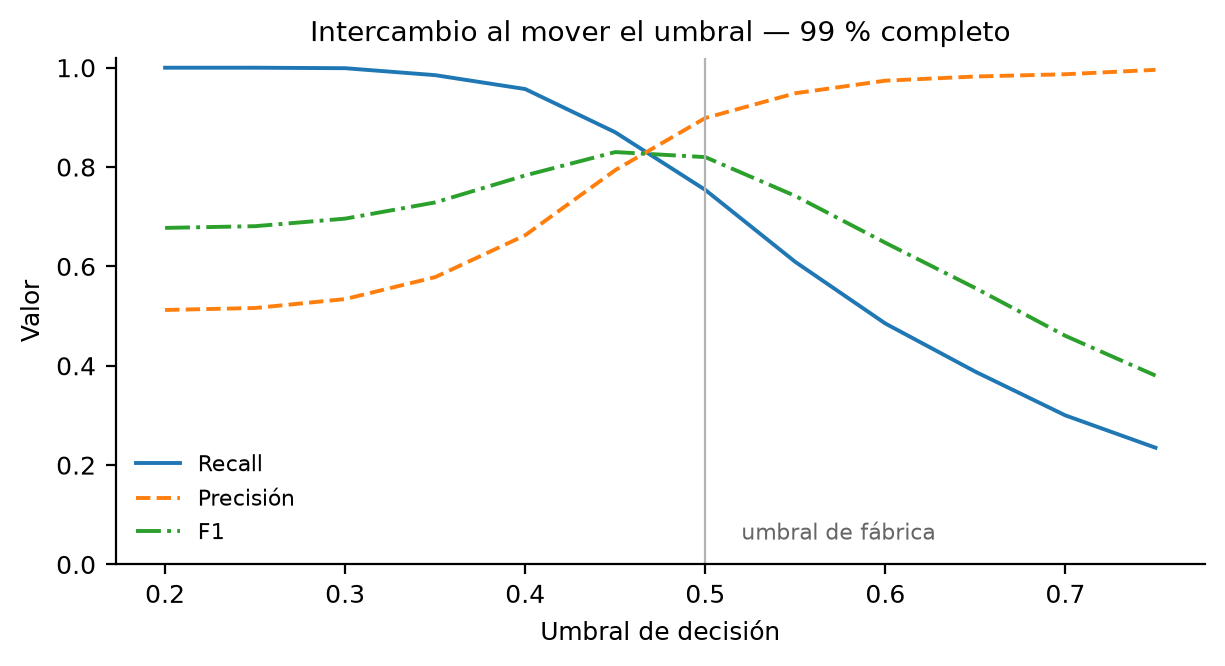 Intercambio al mover el umbral — 99 % completo
Valor
1.0
0.8
0.6
0.4
0.2
0.0
Recall
Precisión
F1
umbral de fábrica
0.2 0.3 0.4 0.5 0.6 0.7
Umbral de decisión